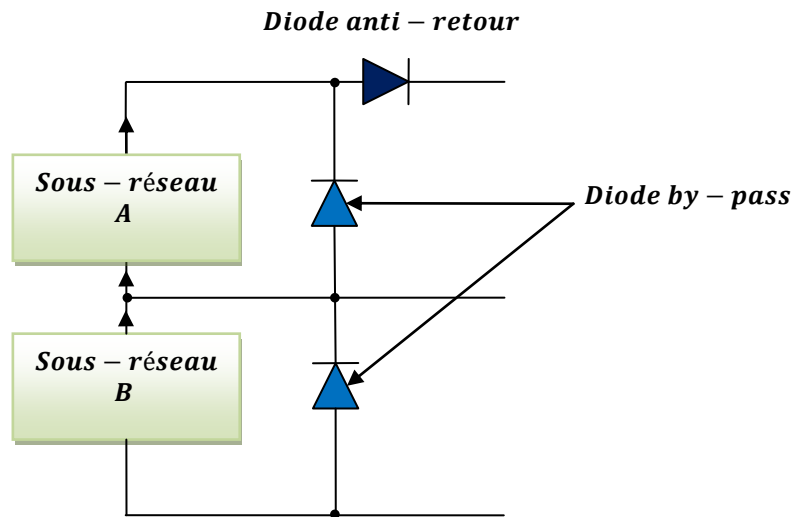 Diode anti – retour
Sous – réseau
A
Diode by – pass
Sous – réseau
B